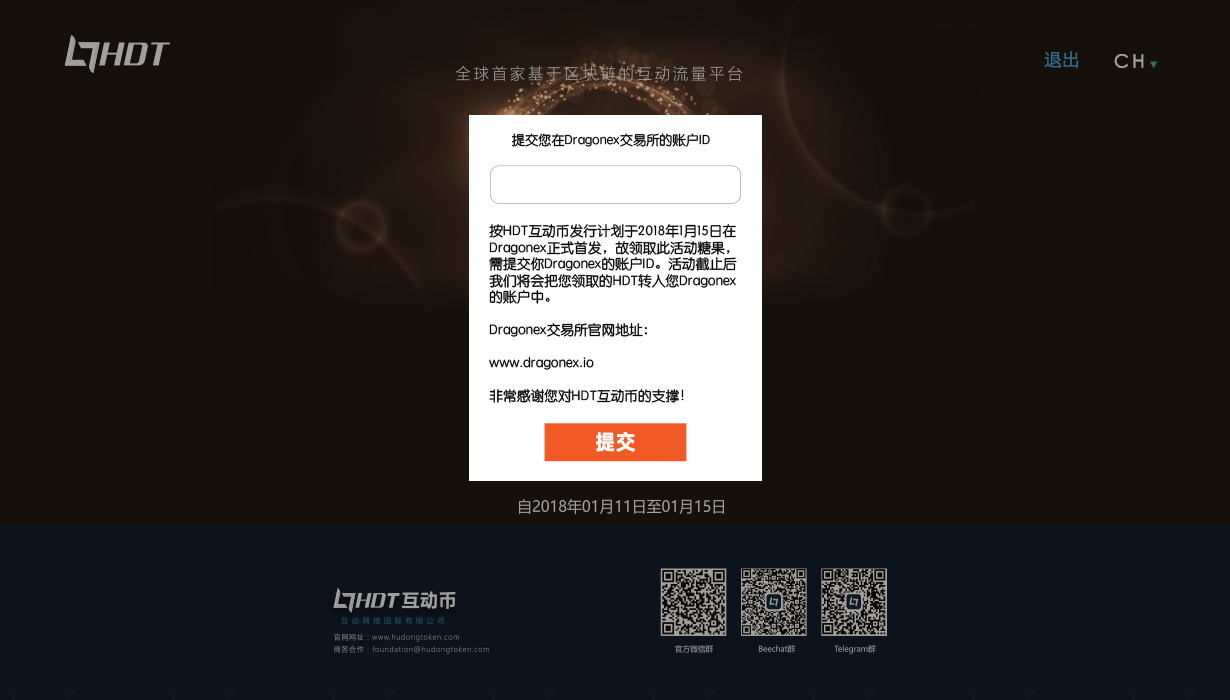 HDT
退出
CH
全球首家基于区块链的互动流量平台
提交您在Dragonex交易所的账户ID
按HDT互动币发行计划于2018年1月15日在
Dragonex正式首发，故领取此活动糖果，
需提交你Dragonex的账户ID。活动截止后
我们将会把您领取的HDT转入您Dragonex
的账户中。
Dragonex交易所官网地址：
www.dragonex.io
非常感谢您对HDT互动币的支撑！
提交
自2018年01月11日至01月15日
HDT互动币
互动网络国际有限公司
官网网址：www.hudongtoken.com
商务合作：foundation@hudongtoken.com
官方微信群
Beechat群
Telegram群